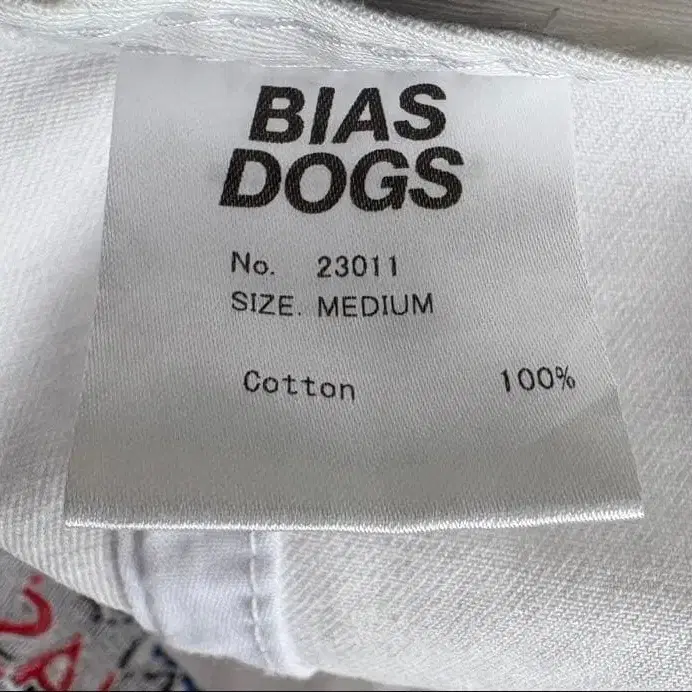 BIAS
DOGS
No. 23011
SIZE. MEDIUM
Cotton 100%